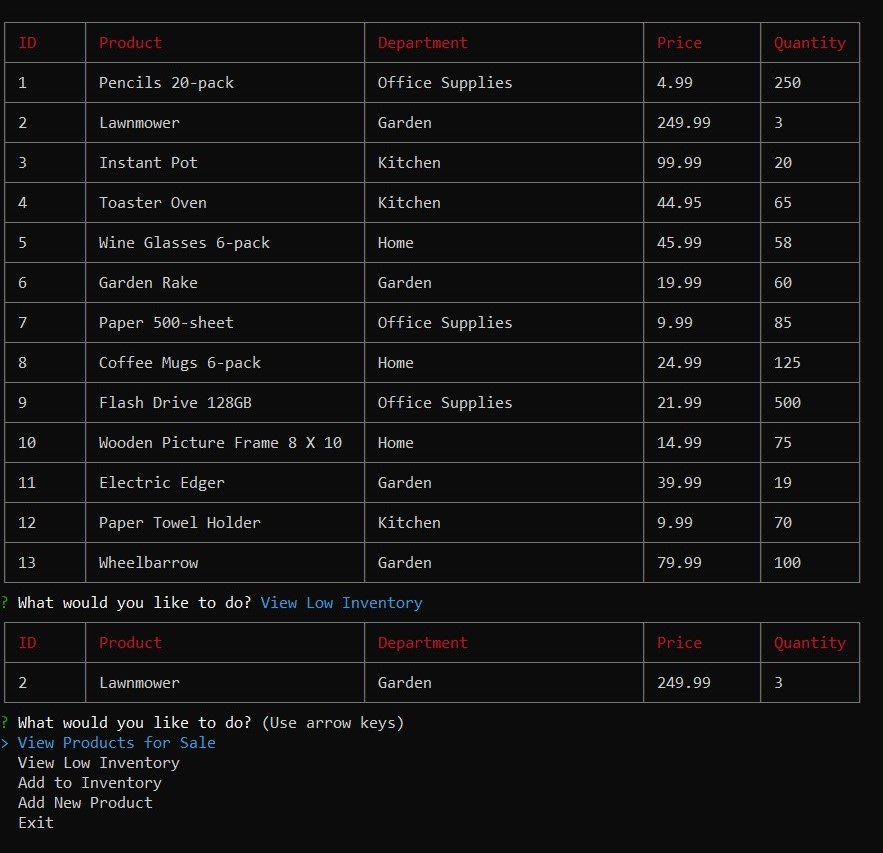 ID Product Department Price Quantity
1 Pencils 20-pack Office Supplies 4.99 250
2 Lawnmower Garden 249.99 3
3 Instant Pot Kitchen 99.99 20
4 Toaster Oven Kitchen 44.95 65
5 Wine Glasses 6-pack Home 45.99 58
6 Garden Rake Garden 19.99 60
7 Paper 500-sheet Office Supplies 9.99 85
8 Coffee Mugs 6-pack Home 24.99 125
9 Flash Drive 128GB Office Supplies 21.99 500
10 Wooden Picture Frame 8 X 10 Home 14.99 75
11 Electric Edger Garden 39.99 19
12 Paper Towel Holder Kitchen 9.99 70
13 Wheelbarrow Garden 79.99 100
? What would you like to do? View Low Inventory
ID Product Department Price Quantity
2 Lawnmower Garden 249.99 3
? What would you like to do? (Use arrow keys)
> View Products for Sale
View Low Inventory
Add to Inventory
Add New Product
Exit